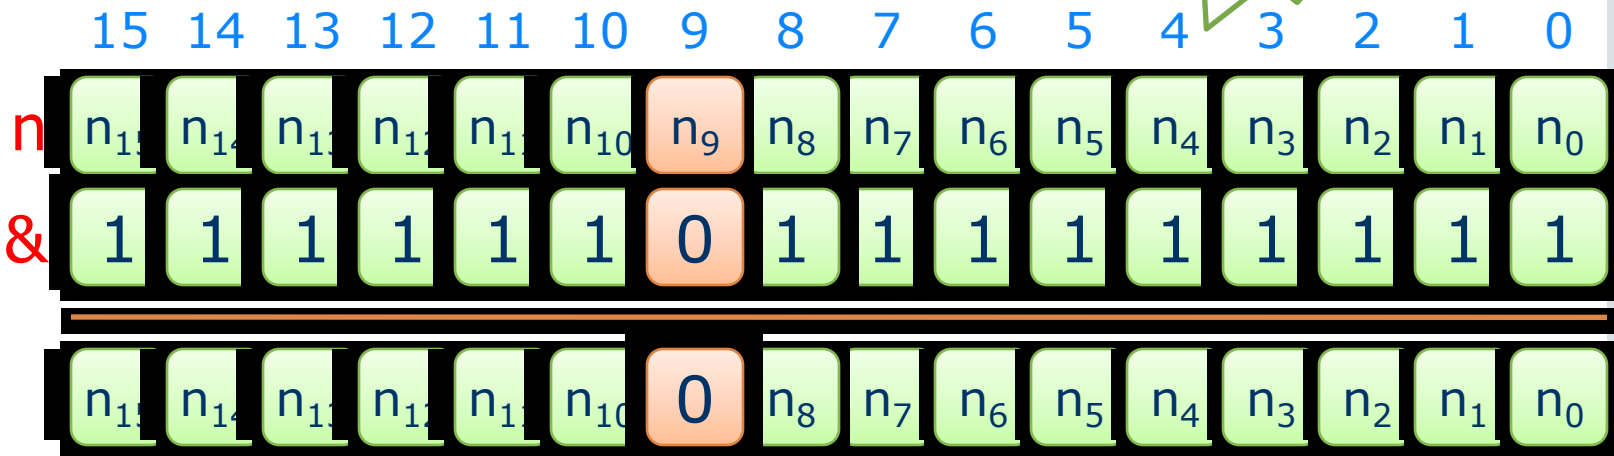 15 14 13 12 11 10 9 8 7 6 5 4 3 2 1 0
n n₁₅ n₁₄ n₁₃ n₁₂ n₁₁ n₁₀ n₉ n₈ n₇ n₆ n₅ n₄ n₃ n₂ n₁ n₀
& 1 1 1 1 1 1 0 1 1 1 1 1 1 1 1 1
n₁₅ n₁₄ n₁₃ n₁₂ n₁₁ n₁₀ 0 n₈ n₇ n₆ n₅ n₄ n₃ n₂ n₁ n₀